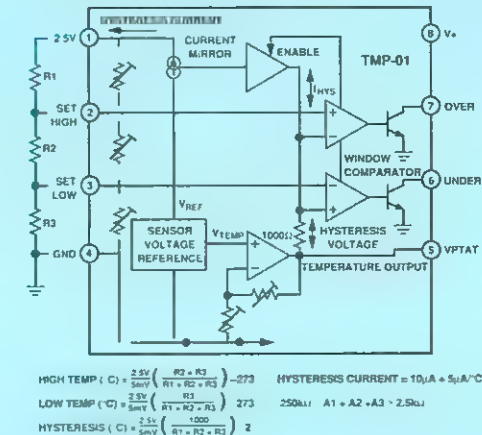 CURRENT
MIRROR
ENABLE
TMP-01
2 5V
1
8
V+
R1
IHYS
SET
HIGH
2
7
OVER
R2
WINDOW
COMPARATOR
SET
LOW
3
6
UNDER
VREF
R3
HYSTERESIS
VOLTAGE
GND
4
SENSOR
VOLTAGE
REFERENCE
VTEMP
1000Ω
5
VPTAT
TEMPERATURE OUTPUT
HIGH TEMP ( C) = 2 5V / 5mV ( R2 + R3 / R1 + R2 + R3 ) –273
HYSTERESIS CURRENT = 10µA + 5µA/°C
LOW TEMP (°C) = 2 5V / 5mV ( R3 / R1 + R2 + R3 ) 273
HYSTERESIS ( C) = 2 5V / 5mV ( 1000 / R1 + R2 + R3 ) 2